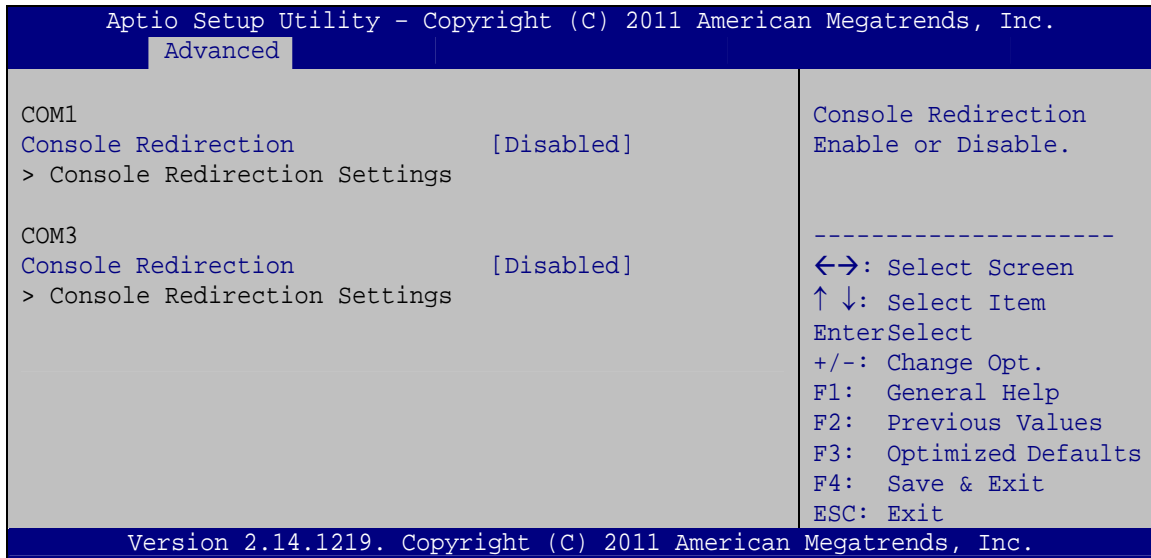 Aptio Setup Utility – Copyright (C) 2011 American Megatrends, Inc.
Advanced
COM1
Console Redirection [Disabled]
> Console Redirection Settings
COM3
Console Redirection [Disabled]
> Console Redirection Settings
Console Redirection
Enable or Disable.
---------------------
←→: Select Screen
↑ ↓: Select Item
EnterSelect
+/-: Change Opt.
F1: General Help
F2: Previous Values
F3: Optimized Defaults
F4: Save & Exit
ESC: Exit
Version 2.14.1219. Copyright (C) 2011 American Megatrends, Inc.